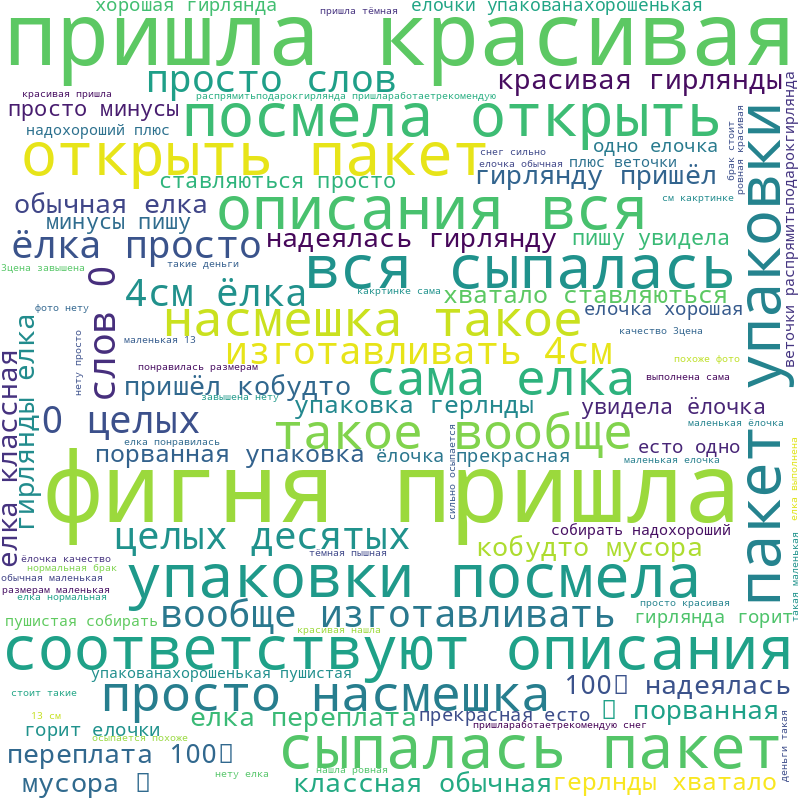 хорошая гирлянда
елочки упакованахорошенькая
пришла тёмная
пришла красивая
просто слов
красивая гирлянды
красивая пришла
распрямитьподарокгирлянда пришлаработаетрекомендую
просто минусы
посмела открыть
надохороший плюс
снег сильно
одно елочка
открыть пакет
елочка обычная
плюс веточки
гирлянду пришёл
ставляються просто
обычная елка
описания вся
см какртинке
минусы пишу
ёлка просто
надеялась гирлянду
пишу увидела
3цена завышена
такие деньги
вся сыпалась
4см ёлка
какртинке сама
хватало ставляються
фото нету
насмешка такое
елочка хорошая
качество 3цена
маленькая 13
изготавливать 4см
похоже фото
понравилась размерам
сама елка
выполнена сама
пришёл кобудто
завышена нету
упаковка герлнды
увидела ёлочка
0 целых
такое вообще
маленькая ёлочка
елка понравилась
есто одно
порванная упаковка
ёлочка прекрасная
маленькая елочка
фигня пришла
целых десятых
собирать надохороший
тёмная пышная
кобудто мусора
ёлочка качество
нормальная брак
упаковки посмела
обычная маленькая
размерам маленькая
елка нормальная
вообще изготавливать
просто красивая
пушистая собирать
красивая нашла
гирлянда горит
соответствуют описания
упакованахорошенькая пушистая
просто насмешка
100 надеялась
стоит такие
13 см
елка переплата
прекрасная есто
порванная
пришлаработаетрекомендую снег
горит елочки
осыпается похоже
сыпалась пакет
переплата 100
нету елка
нашла ровная
мусора
классная обычная
герлнды хватало
слов 0
нету просто
гирлянды елка
елка классная
сильно осыпается
брак стоит
ровная красивая
пакет упаковки
веточки распрямитьподарокгирлянда
елка выполнена
такая маленькая
деньги такая